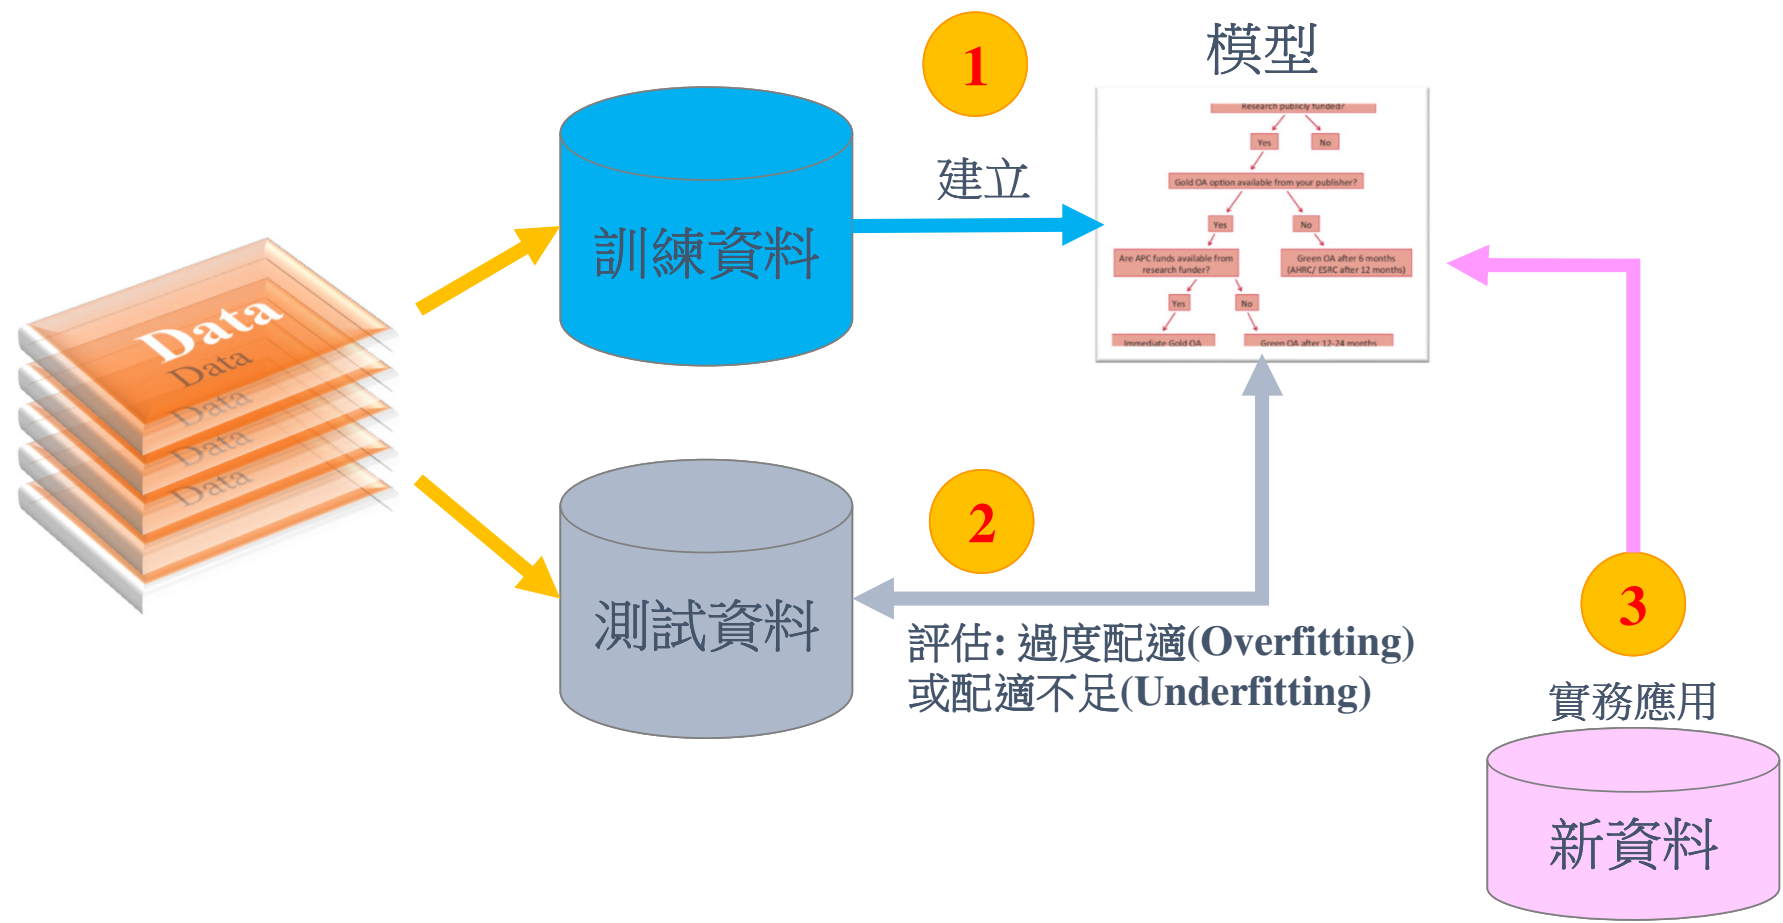 1
模型
Research publicly funded?
Yes
No
建立
Gold OA option available from your publisher?
Yes
No
訓練資料
Are APC funds available from
research funder?
Green OA after 6 months
(AHRC/ ESRC after 12 months)
Yes
No
Immediate Gold OA
Green OA after 12-24 months
Data
Data
Data
Data
Data
2
測試資料
評估: 過度配適(Overfitting)
或配適不足(Underfitting)
3
實務應用
新資料